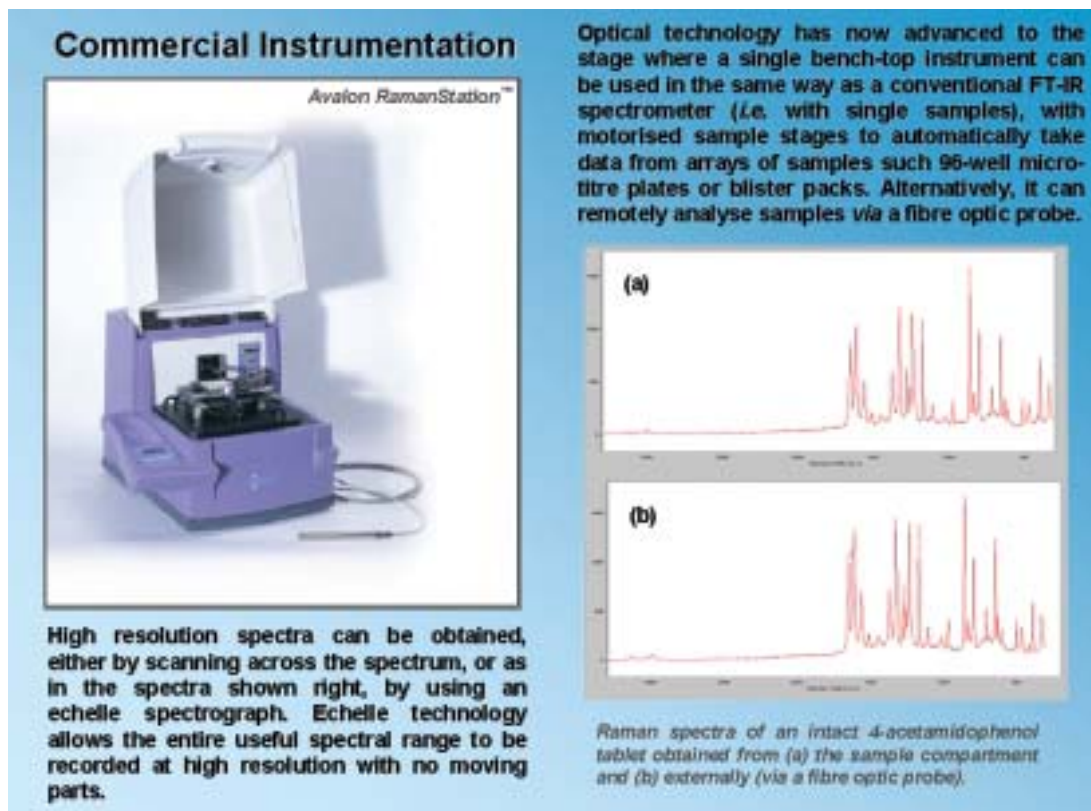 Commercial Instrumentation
Avalon RamanStation™
High resolution spectra can be obtained,
either by scanning across the spectrum, or as
in the spectra shown right, by using an
echelle spectrograph. Echelle technology
allows the entire useful spectral range to be
recorded at high resolution with no moving
parts.
Optical technology has now advanced to the
stage where a single bench-top instrument can
be used in the same way as a conventional FT-IR
spectrometer (i.e. with single samples), with
motorised sample stages to automatically take
data from arrays of samples such 96-well micro-
titre plates or blister packs. Alternatively, it can
remotely analyse samples via a fibre optic probe.
(a)
(b)
Raman spectra of an intact 4-acetamidophenol
tablet obtained from (a) the sample compartment
and (b) externally (via a fibre optic probe).